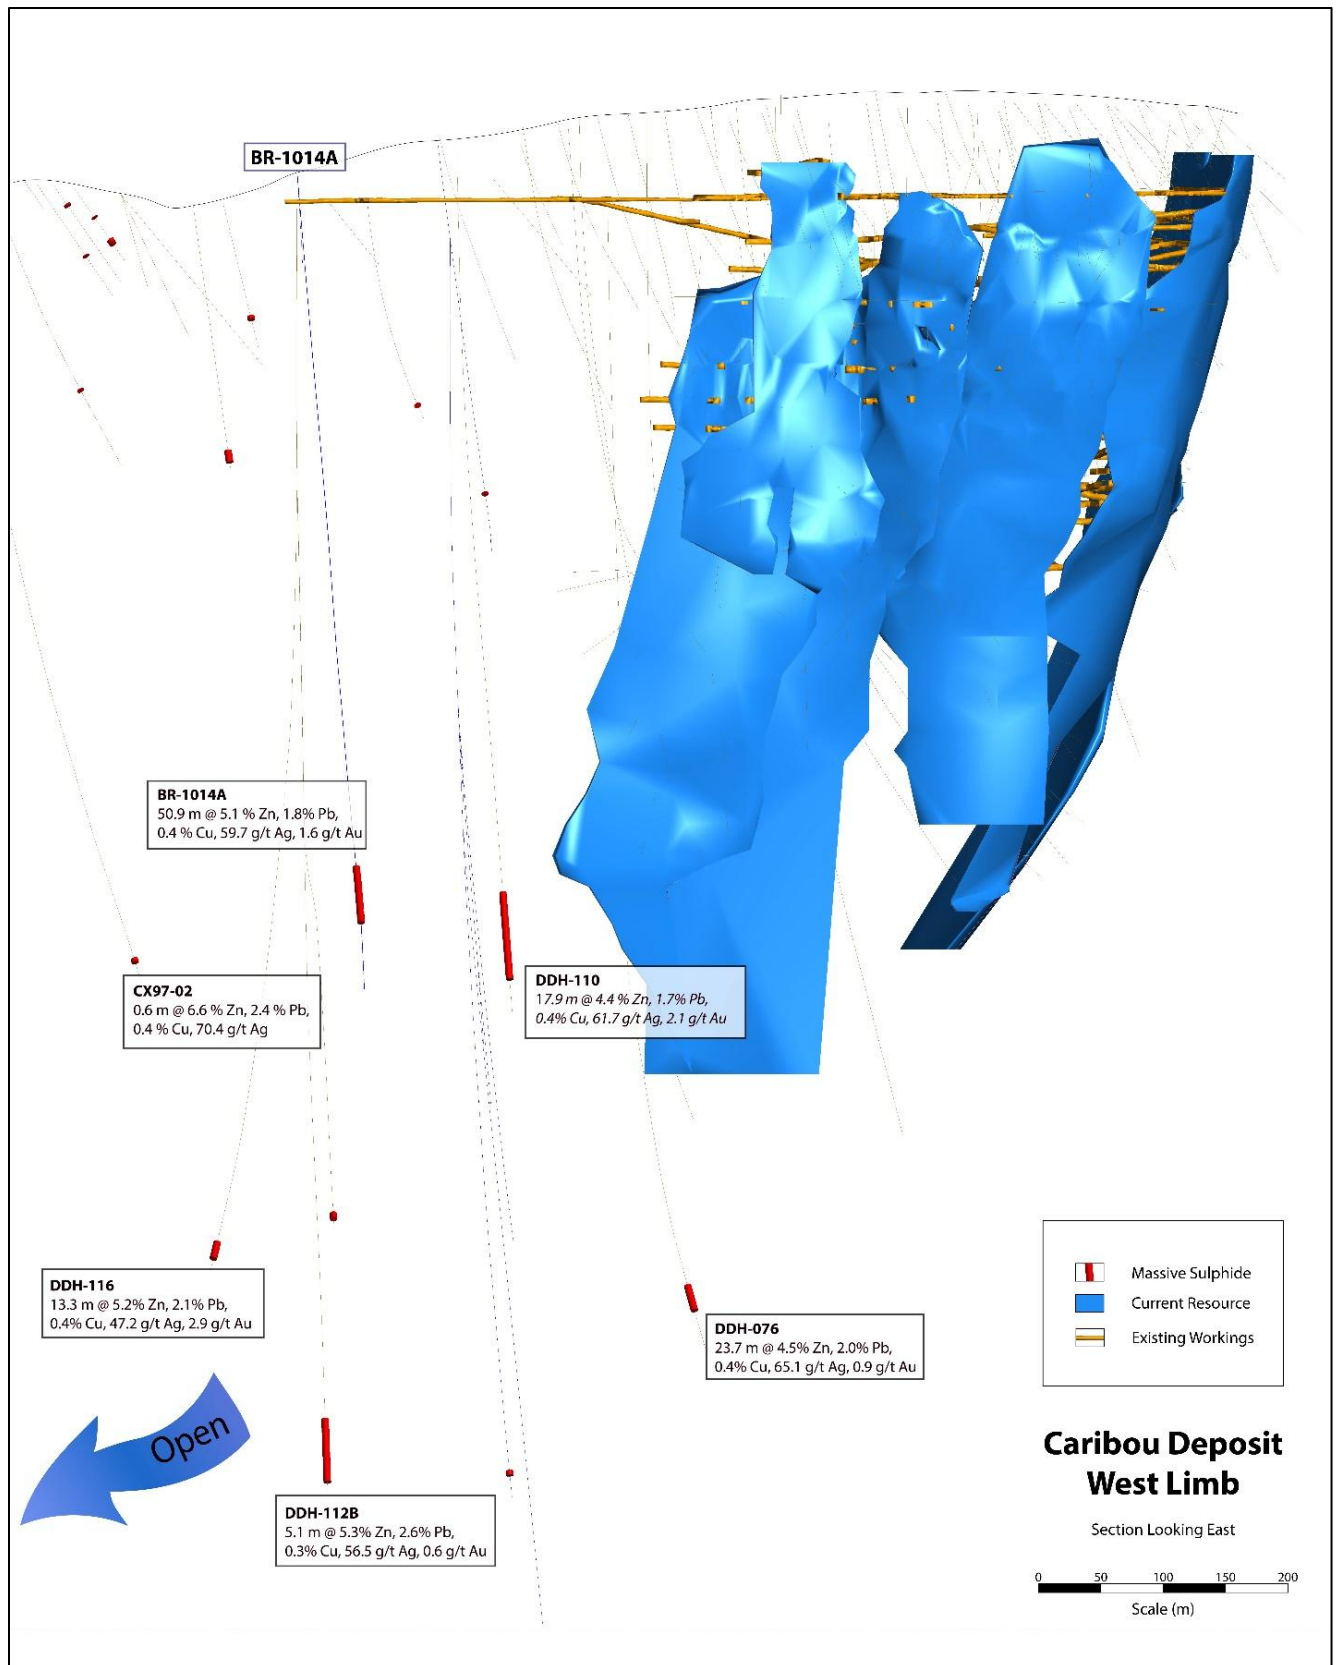 BR-1014A
BR-1014A
50.9 m @ 5.1 % Zn, 1.8% Pb,
0.4 % Cu, 59.7 g/t Ag, 1.6 g/t Au
CX97-02
0.6 m @ 6.6 % Zn, 2.4 % Pb,
0.4 % Cu, 70.4 g/t Ag
DDH-110
17.9 m @ 4.4 % Zn, 1.7% Pb,
0.4% Cu, 61.7 g/t Ag, 2.1 g/t Au
DDH-116
13.3 m @ 5.2% Zn, 2.1% Pb,
0.4% Cu, 47.2 g/t Ag, 2.9 g/t Au
DDH-076
23.7 m @ 4.5% Zn, 2.0% Pb,
0.4% Cu, 65.1 g/t Ag, 0.9 g/t Au
Open
DDH-112B
5.1 m @ 5.3% Zn, 2.6% Pb,
0.3% Cu, 56.5 g/t Ag, 0.6 g/t Au
Massive Sulphide
Current Resource
Existing Workings
Caribou Deposit
West Limb
Section Looking East
0 50 100 150 200
Scale (m)